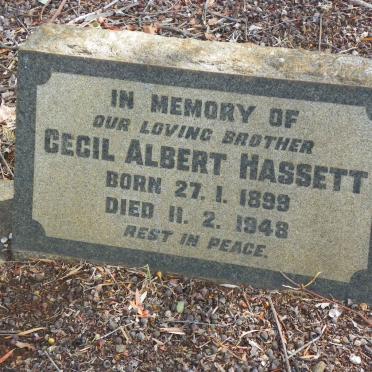 IN MEMORY OF
OUR LOVING BROTHER
CECIL ALBERT HASSETT
BORN 27. 1. 1899
DIED 11. 2. 1948
REST IN PEACE.